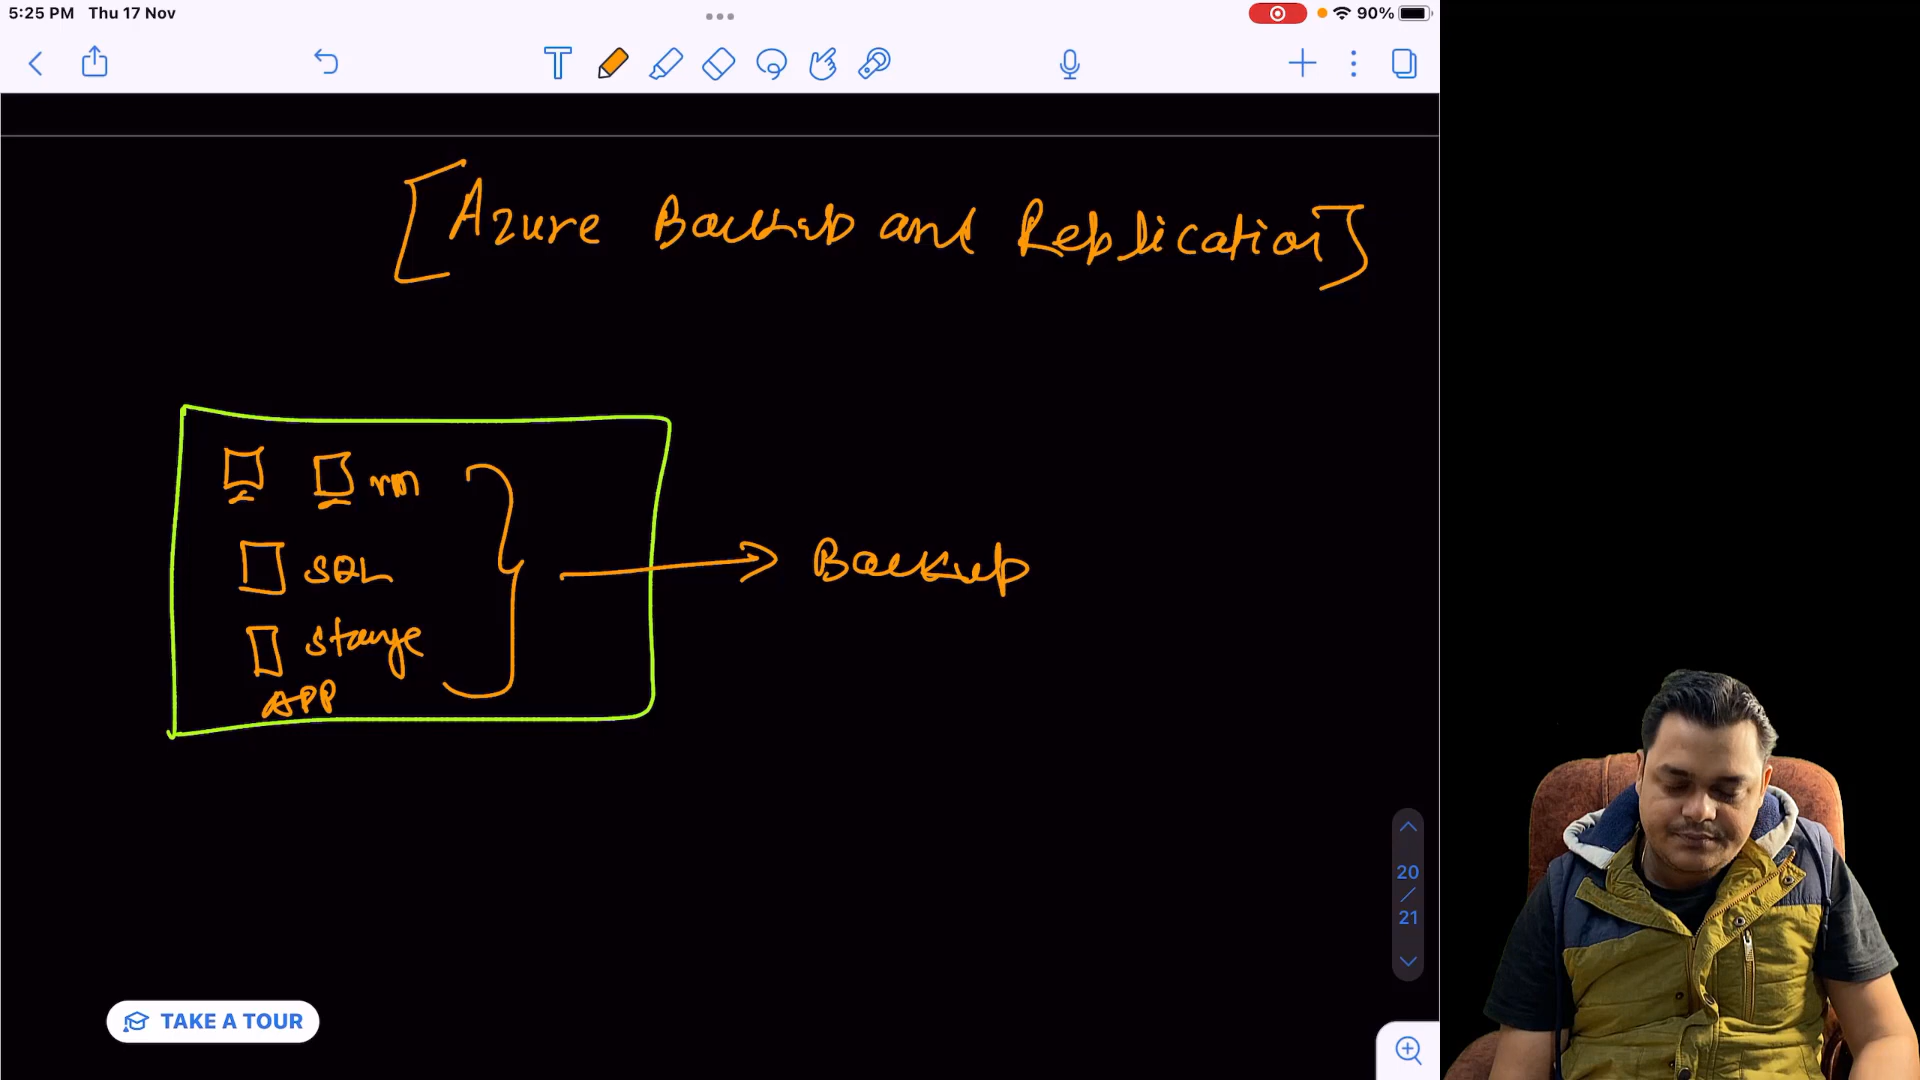 5:25 PM Thu 17 Nov
90%
[Azure Backup and Replication]
vm
SQL
Storage
APP
Backup
20
/
21
TAKE A TOUR